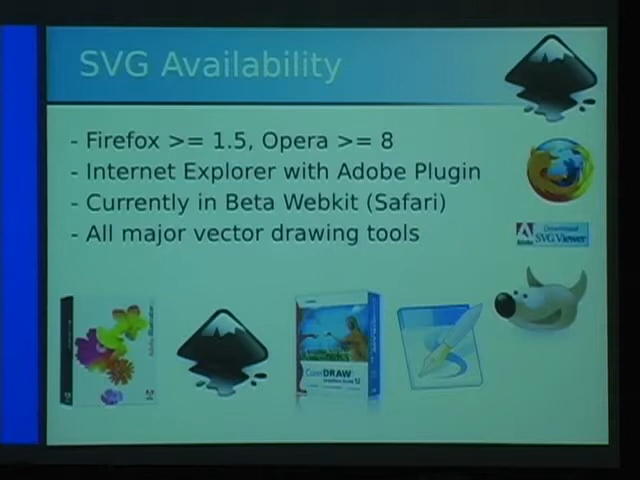 SVG Availability
- Firefox >= 1.5, Opera >= 8
- Internet Explorer with Adobe Plugin
- Currently in Beta Webkit (Safari)
- All major vector drawing tools
Adobe
SVG Viewer
CorelDRAW